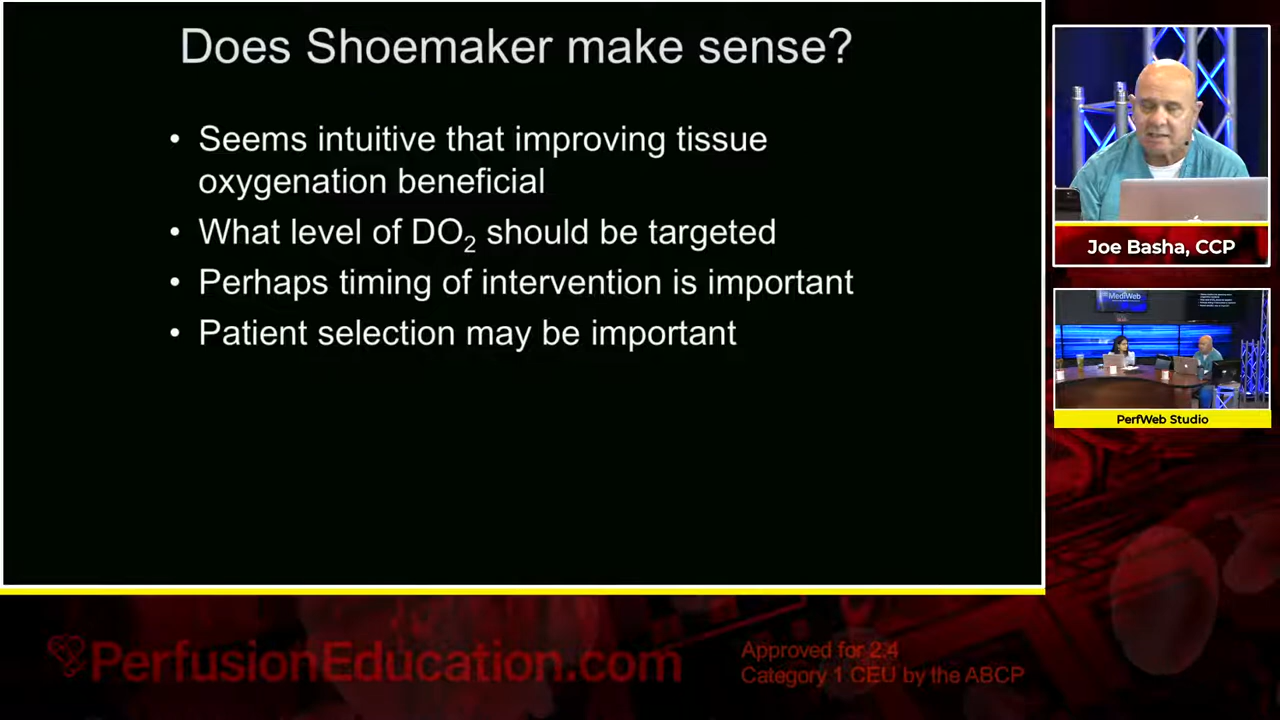 Does Shoemaker make sense?
• Seems intuitive that improving tissue
oxygenation beneficial
• What level of DO2 should be targeted
• Perhaps timing of intervention is important
• Patient selection may be important
Joe Basha, CCP
MediWeb
PerfWeb Studio
PerfusionEducation.com
Approved for 2.4
Category 1 CEU by the ABCP